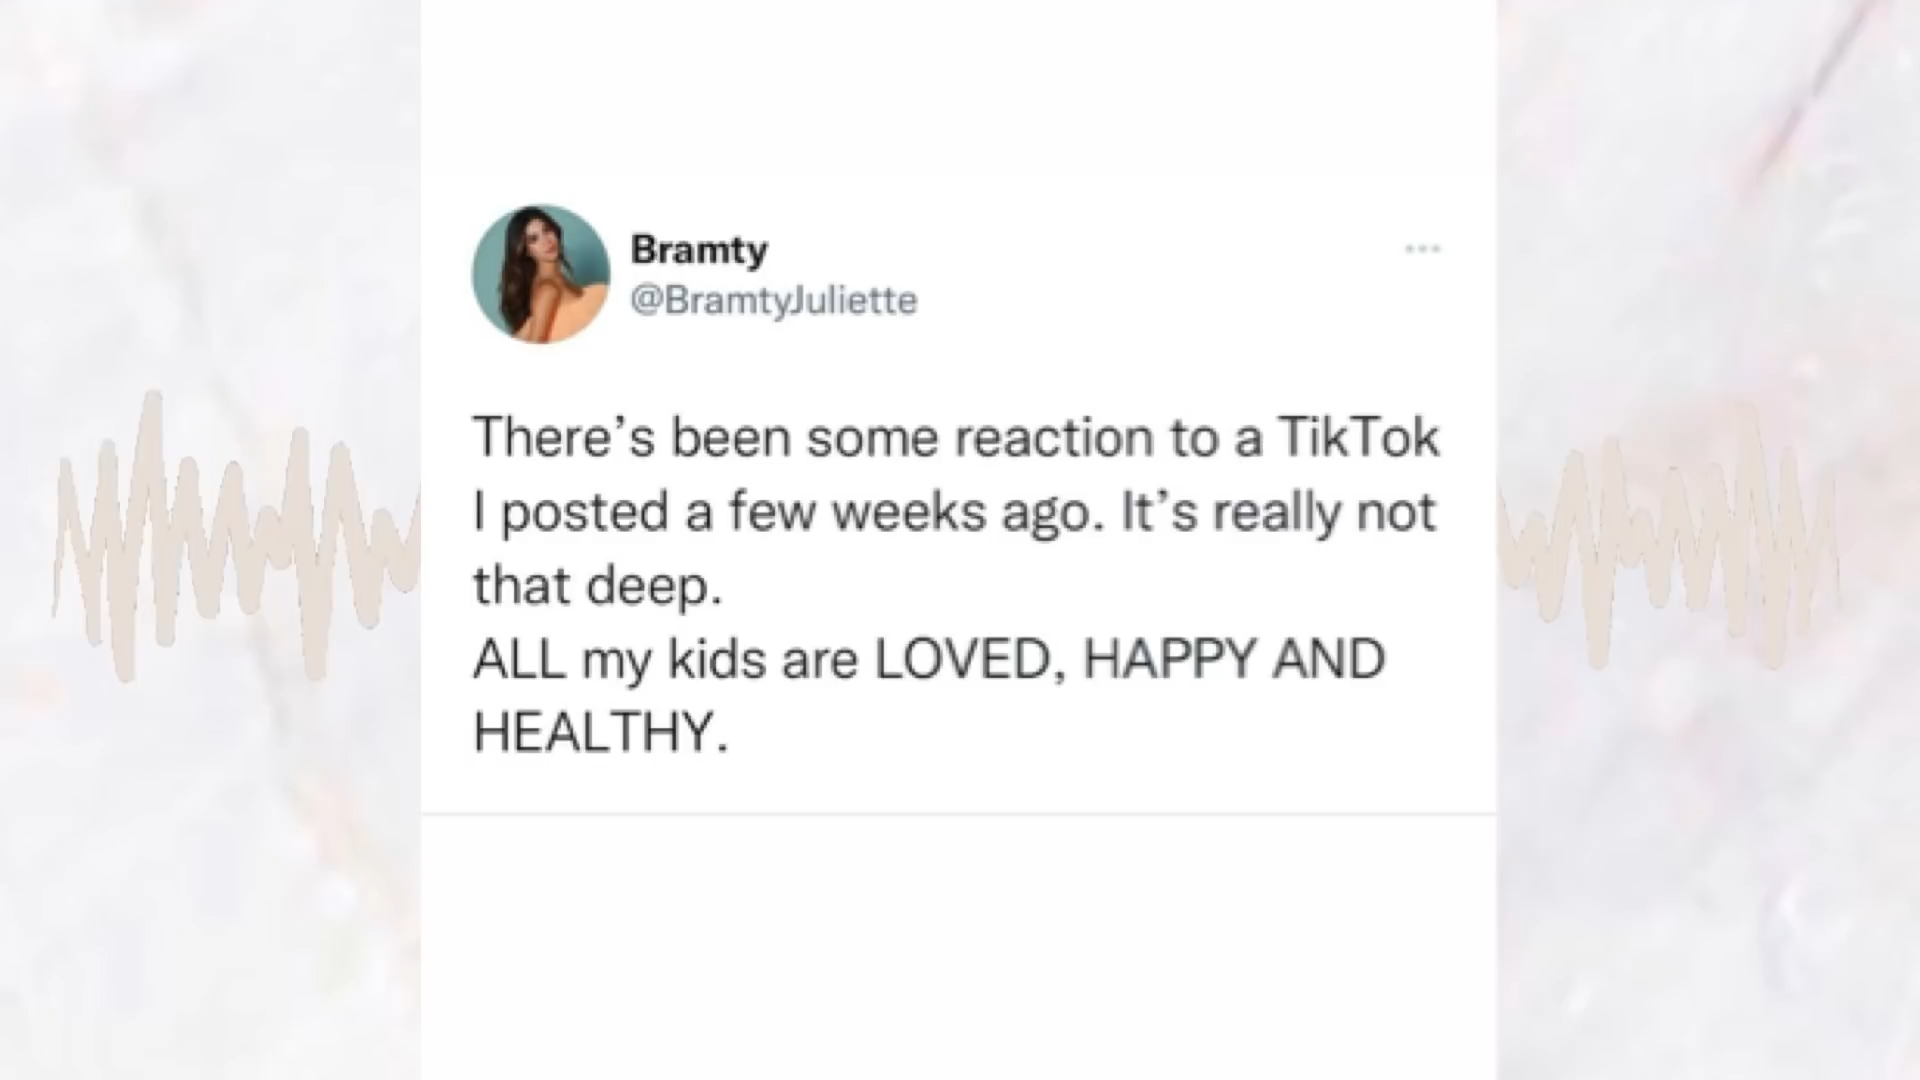 Bramty
@BramtyJuliette
There’s been some reaction to a TikTok
I posted a few weeks ago. It’s really not
that deep.
ALL my kids are LOVED, HAPPY AND
HEALTHY.